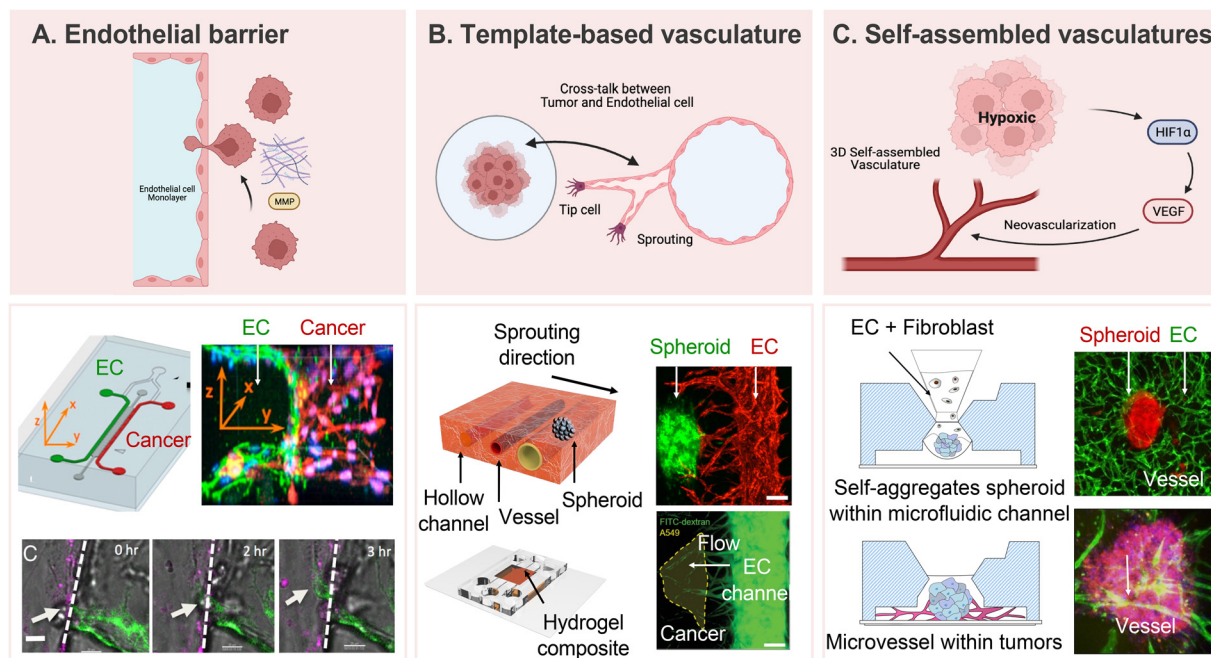 A. Endothelial barrier
Endothelial cell
Monolayer
MMP
EC
Cancer
z
x
y
EC
Cancer
z
x
y
C
0 hr
2 hr
3 hr
B. Template-based vasculature
Cross-talk between
Tumor and Endothelial cell
Tip cell
Sprouting
Sprouting
direction
Hollow
channel
Vessel
Spheroid
Hydrogel
composite
Spheroid
EC
FITC-dextran
A549
Flow
EC
channel
Cancer
C. Self-assembled vasculatures
Hypoxic
HIF1α
3D Self-assembled
Vasculature
VEGF
Neovascularization
EC + Fibroblast
Self-aggregates spheroid
within microfluidic channel
Microvessel within tumors
Spheroid
EC
Vessel
Vessel